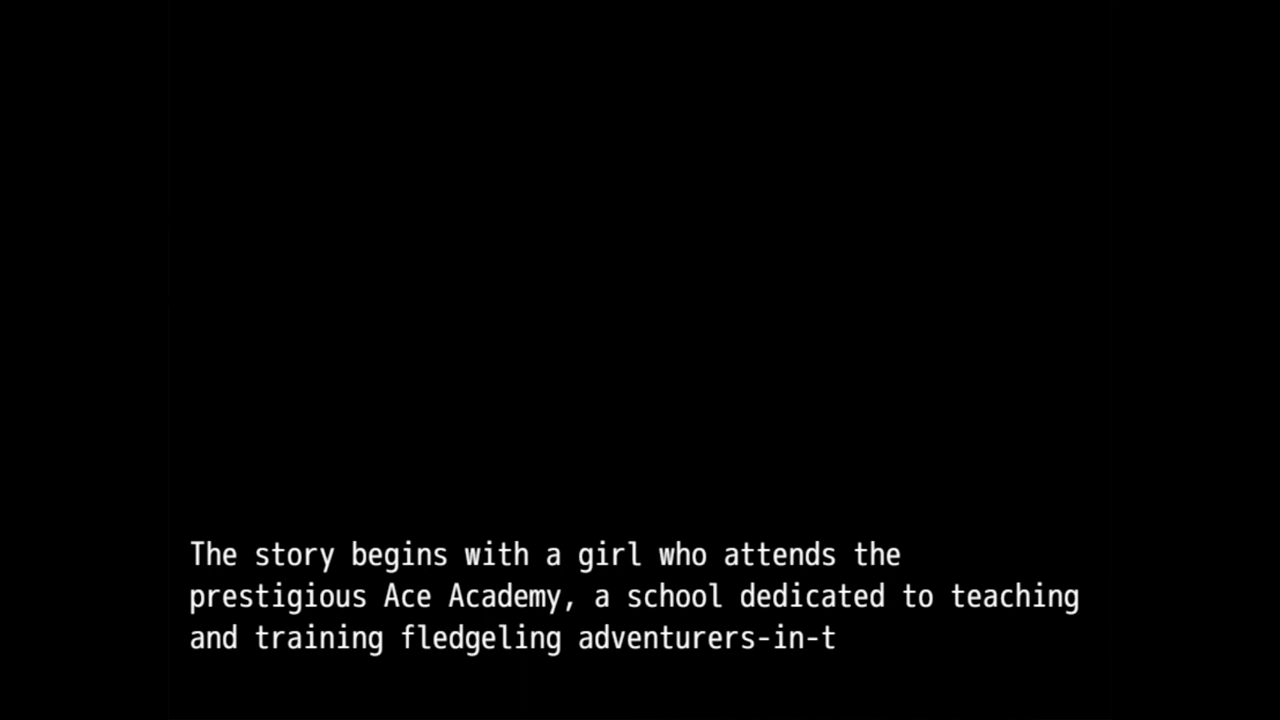 The story begins with a girl who attends the
prestigious Ace Academy, a school dedicated to teaching
and training fledgeling adventurers-in-t